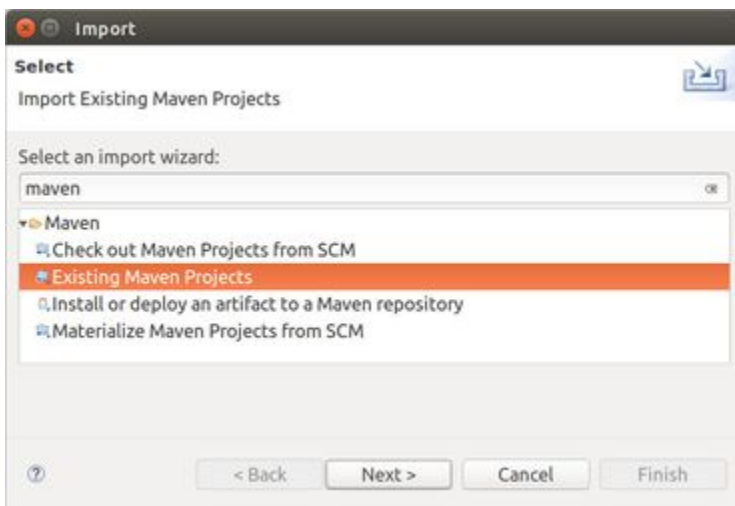 Import
Select
Import Existing Maven Projects
Select an import wizard:
maven
Maven
Check out Maven Projects from SCM
Existing Maven Projects
Install or deploy an artifact to a Maven repository
Materialize Maven Projects from SCM
? < Back Next > Cancel Finish